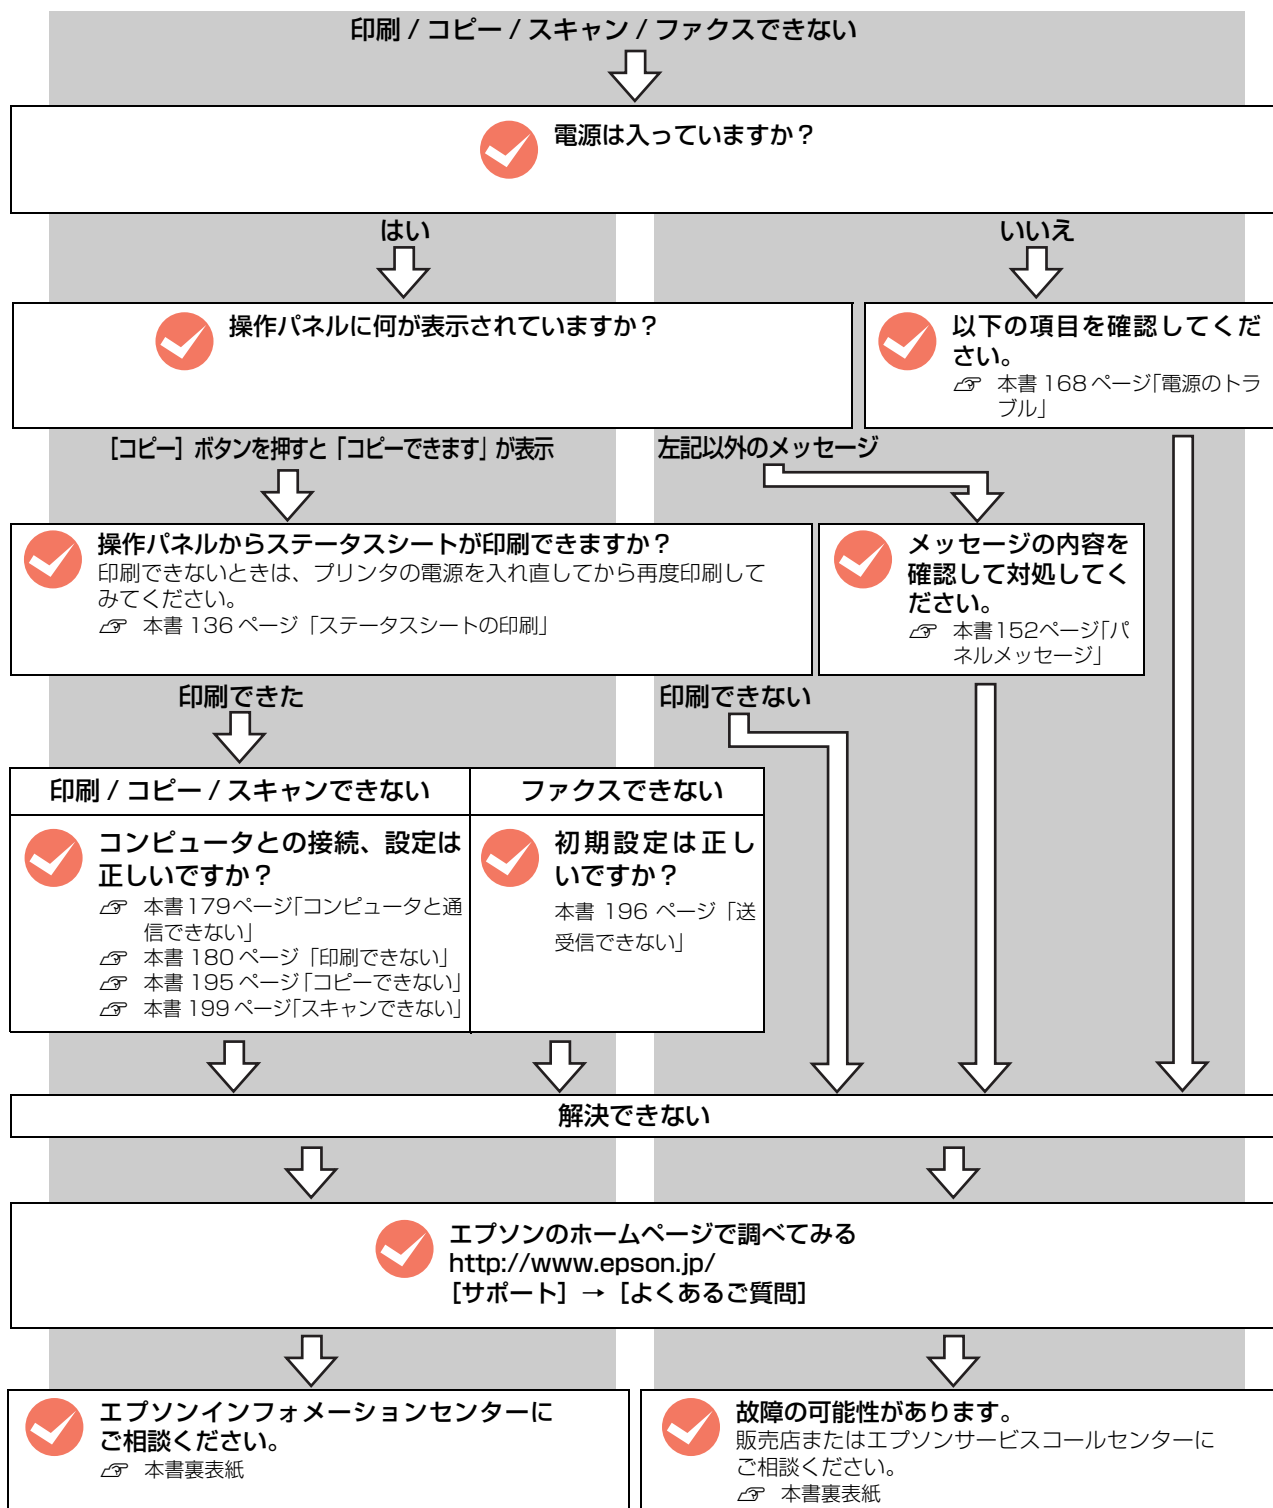 印刷 / コピー / スキャン / ファクスできない
電源は入っていますか？
はい
いいえ
操作パネルに何が表示されていますか？
以下の項目を確認してくだ
さい。
本書 168 ページ「電源のトラ
ブル」
［コピー］ボタンを押すと「コピーできます」が表示
左記以外のメッセージ
操作パネルからステータスシートが印刷できますか？
印刷できないときは、プリンタの電源を入れ直してから再度印刷して
みてください。
本書 136 ページ「ステータスシートの印刷」
メッセージの内容を
確認して対処してく
ださい。
本書152ページ「パ
ネルメッセージ」
印刷できた
印刷できない
印刷 / コピー / スキャンできない
コンピュータとの接続、設定は
正しいですか？
本書179ページ「コンピュータと通
信できない」
本書 180 ページ「印刷できない」
本書 195 ページ「コピーできない」
本書 199 ページ「スキャンできない」
ファクスできない
初期設定は正し
いですか？
本書 196 ページ「送
受信できない」
解決できない
エプソンのホームページで調べてみる
http://www.epson.jp/
［サポート］→［よくあるご質問］
エプソンインフォメーションセンターに
ご相談ください。
本書裏表紙
故障の可能性があります。
販売店またはエプソンサービスコールセンターに
ご相談ください。
本書裏表紙